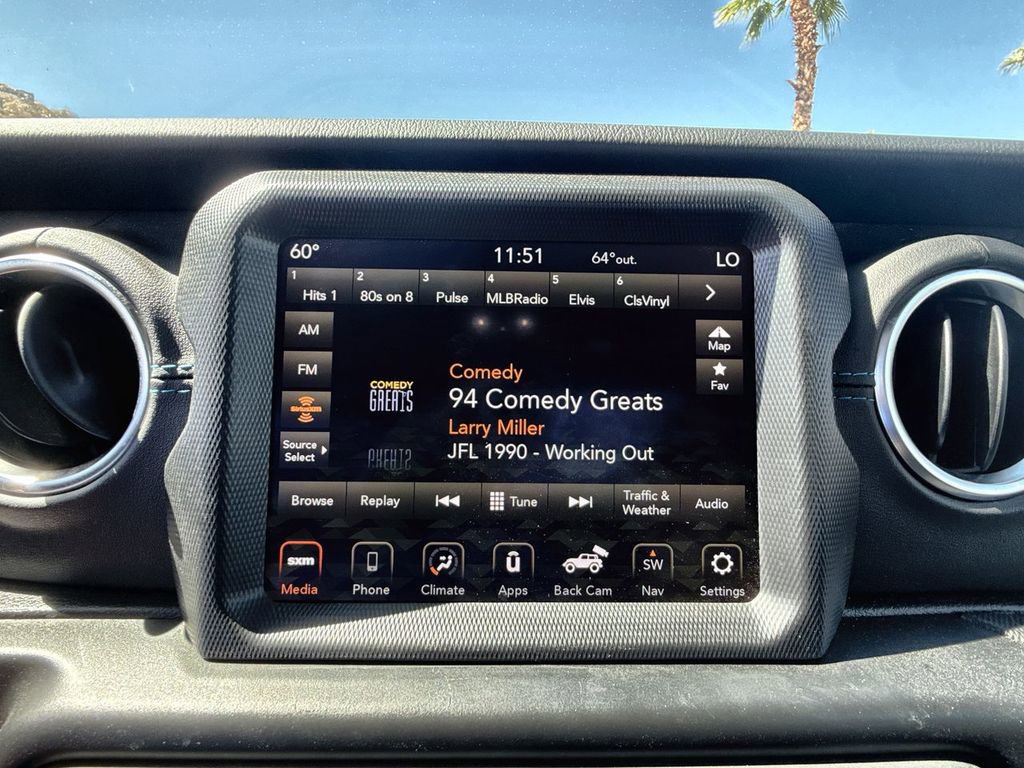 60° 11:51 64°out. LO
1 Hits 1 2 80s on 8 3 Pulse 4 MLBRadio 5 Elvis 6 ClsVinyl
AM
FM
SiriusXM
Source
Select
Map
Fav
COMEDY
GREATS
Comedy
94 Comedy Greats
Larry Miller
JFL 1990 - Working Out
Browse Replay Tune Traffic &
Weather Audio
sxm ū SW
Media Phone Climate Apps Back Cam Nav Settings